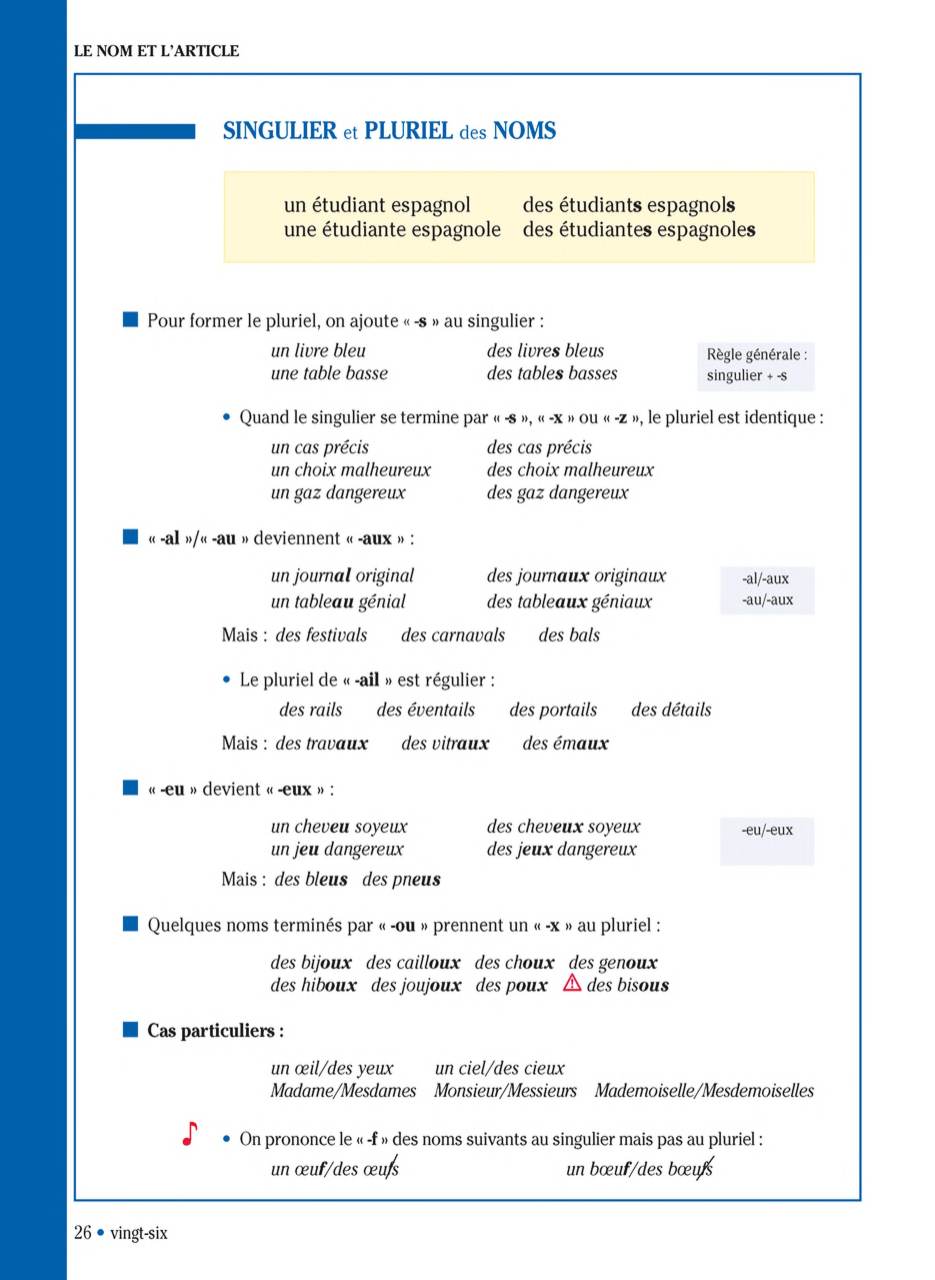 LE NOM ET L'ARTICLE
SINGULIER et PLURIEL des NOMS
un étudiant espagnol des étudiants espagnols
une étudiante espagnole des étudiantes espagnoles
Pour former le pluriel, on ajoute « -s » au singulier :
un livre bleu des livres bleus
une table basse des tables basses
Règle générale :
singulier + -s
• Quand le singulier se termine par « -s », « -x » ou « -z », le pluriel est identique :
un cas précis des cas précis
un choix malheureux des choix malheureux
un gaz dangereux des gaz dangereux
« -al »/« -au » deviennent « -aux » :
un journal original des journaux originaux
un tableau génial des tableaux géniaux
-al/-aux
-au/-aux
Mais : des festivals des carnavals des bals
• Le pluriel de « -ail » est régulier :
des rails des éventails des portails des détails
Mais : des travaux des vitraux des émaux
« -eu » devient « -eux » :
un cheveu soyeux des cheveux soyeux
un jeu dangereux des jeux dangereux
-eu/-eux
Mais : des bleus des pneus
Quelques noms terminés par « -ou » prennent un « -x » au pluriel :
des bijoux des cailloux des choux des genoux
des hiboux des joujoux des poux des bisous
Cas particuliers :
un œil/des yeux un ciel/des cieux
Madame/Mesdames Monsieur/Messieurs Mademoiselle/Mesdemoiselles
• On prononce le « -f » des noms suivants au singulier mais pas au pluriel :
un œuf/des œufs un bœuf/des bœufs
26 • vingt-six